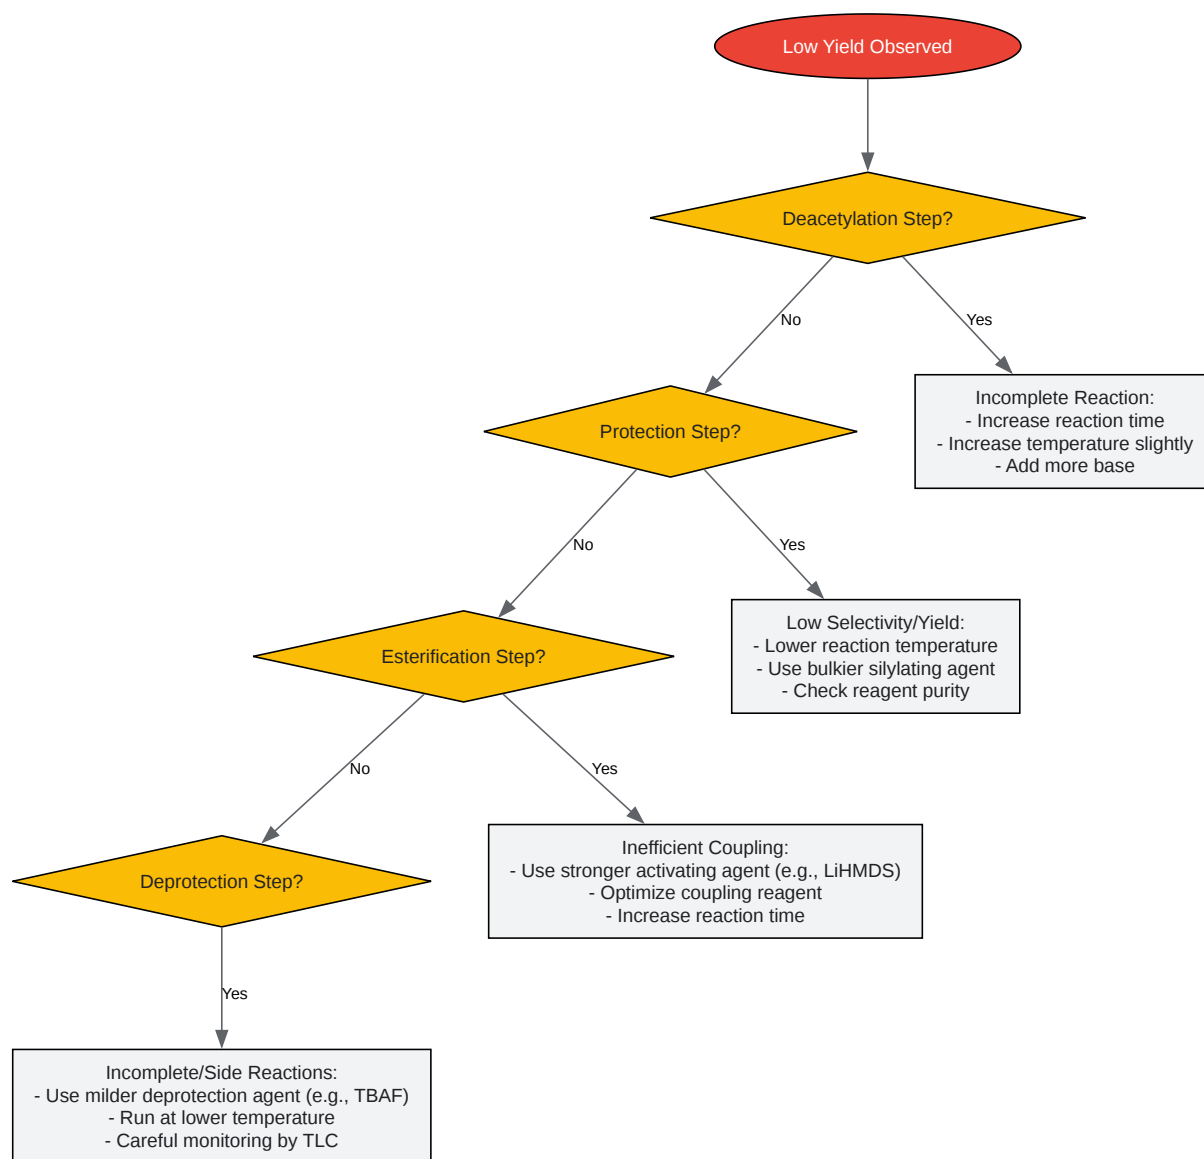 Low Yield Observed
Deacetylation Step?
No
Yes
Incomplete Reaction:
- Increase reaction time
- Increase temperature slightly
- Add more base
Protection Step?
No
Yes
Low Selectivity/Yield:
- Lower reaction temperature
- Use bulkier silylating agent
- Check reagent purity
Esterification Step?
No
Yes
Inefficient Coupling:
- Use stronger activating agent (e.g., LiHMDS)
- Optimize coupling reagent
- Increase reaction time
Deprotection Step?
Yes
Incomplete/Side Reactions:
- Use milder deprotection agent (e.g., TBAF)
- Run at lower temperature
- Careful monitoring by TLC